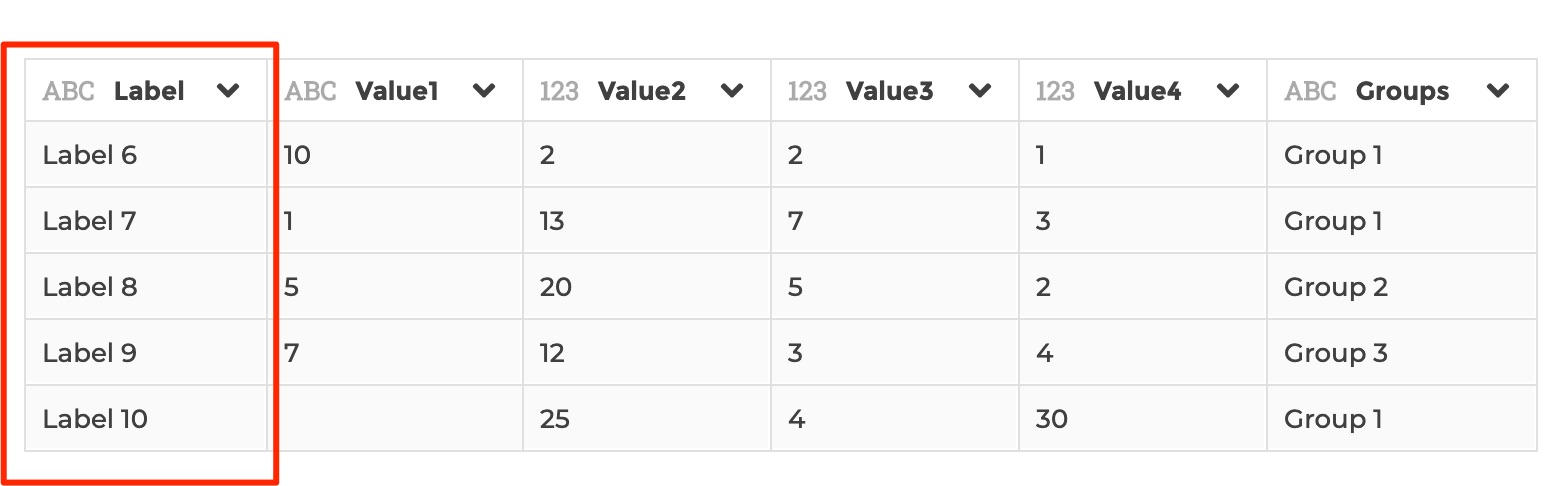 ABC Label ABC Value1 123 Value2 123 Value3 123 Value4 ABC Groups
Label 6 10 2 2 1 Group 1
Label 7 1 13 7 3 Group 1
Label 8 5 20 5 2 Group 2
Label 9 7 12 3 4 Group 3
Label 10 25 4 30 Group 1